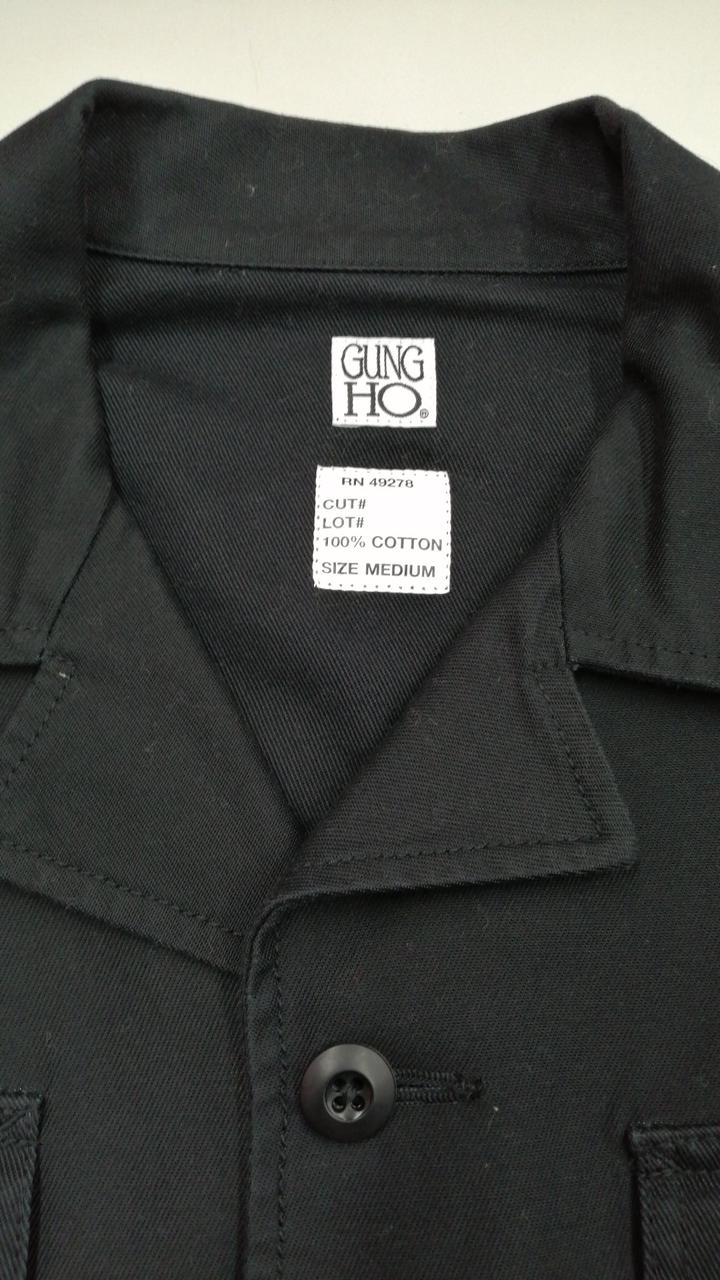 GUNG
HO®
RN 49278
CUT#
LOT#
100% COTTON
SIZE MEDIUM